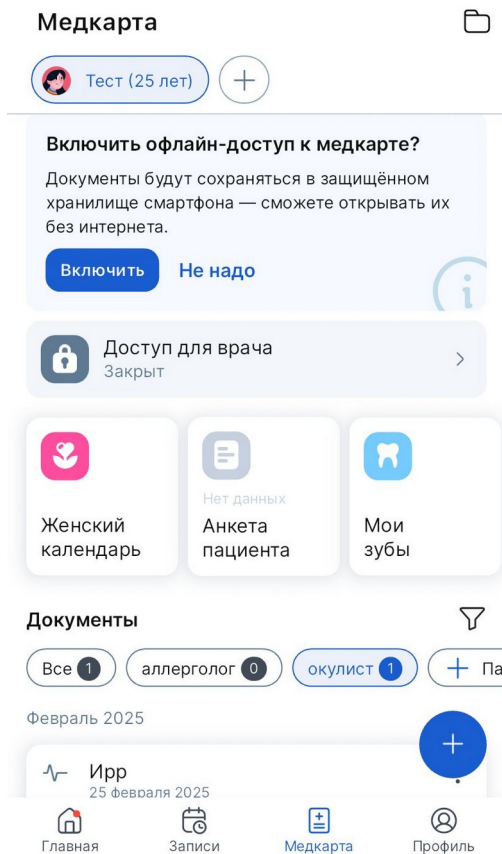 Медкарта
Тест (25 лет)
Включить офлайн-доступ к медкарте?
Документы будут сохраняться в защищённом
хранилище смартфона — сможете открывать их
без интернета.
Включить Не надо
Доступ для врача
Закрыт
Женский
календарь
Нет данных
Анкета
пациента
Мои
зубы
Документы
Все 1 аллерголог 0 окулист 1 + Па
Февраль 2025
Ирр
25 февраля 2025
Главная Записи Медкарта Профиль